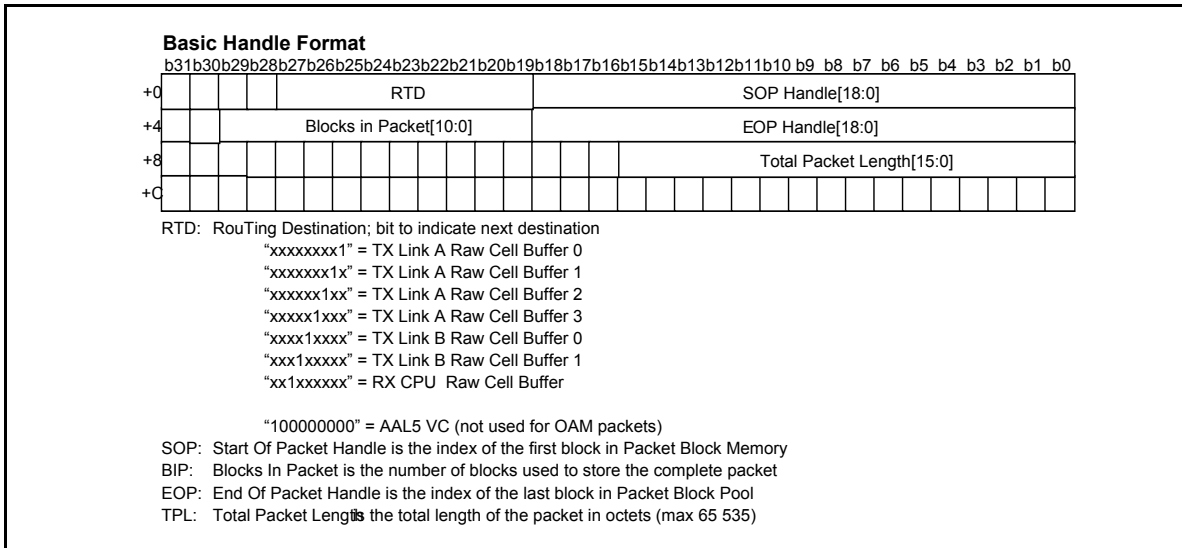 Basic Handle Format
b31b30b29b28b27b26b25b24b23b22b21b20b19b18b17b16b15b14b13b12b11b10 b9 b8 b7 b6 b5 b4 b3 b2 b1 b0
+0 RTD SOP Handle[18:0]
+4 Blocks in Packet[10:0] EOP Handle[18:0]
+8 Total Packet Length[15:0]
+C
RTD: RouTing Destination; bit to indicate next destination
“xxxxxxxx1” = TX Link A Raw Cell Buffer 0
“xxxxxxx1x” = TX Link A Raw Cell Buffer 1
“xxxxxx1xx” = TX Link A Raw Cell Buffer 2
“xxxxx1xxx” = TX Link A Raw Cell Buffer 3
“xxxx1xxxx” = TX Link B Raw Cell Buffer 0
“xxx1xxxxx” = TX Link B Raw Cell Buffer 1
“xx1xxxxxx” = RX CPU Raw Cell Buffer
“100000000” = AAL5 VC (not used for OAM packets)
SOP: Start Of Packet Handle is the index of the first block in Packet Block Memory
BIP: Blocks In Packet is the number of blocks used to store the complete packet
EOP: End Of Packet Handle is the index of the last block in Packet Block Pool
TPL: Total Packet Length is the total length of the packet in octets (max 65 535)